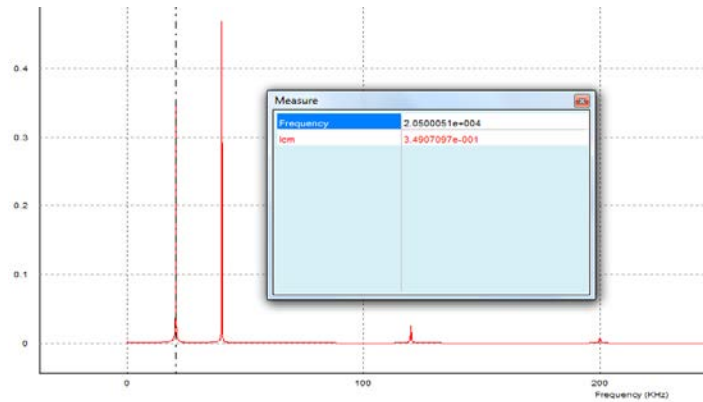 0.4
0.3
0.2
0.1
0
Measure
Frequency 2.0500051e+004
Icm 3.4907097e-001
0 100 200
Frequency (KHz)